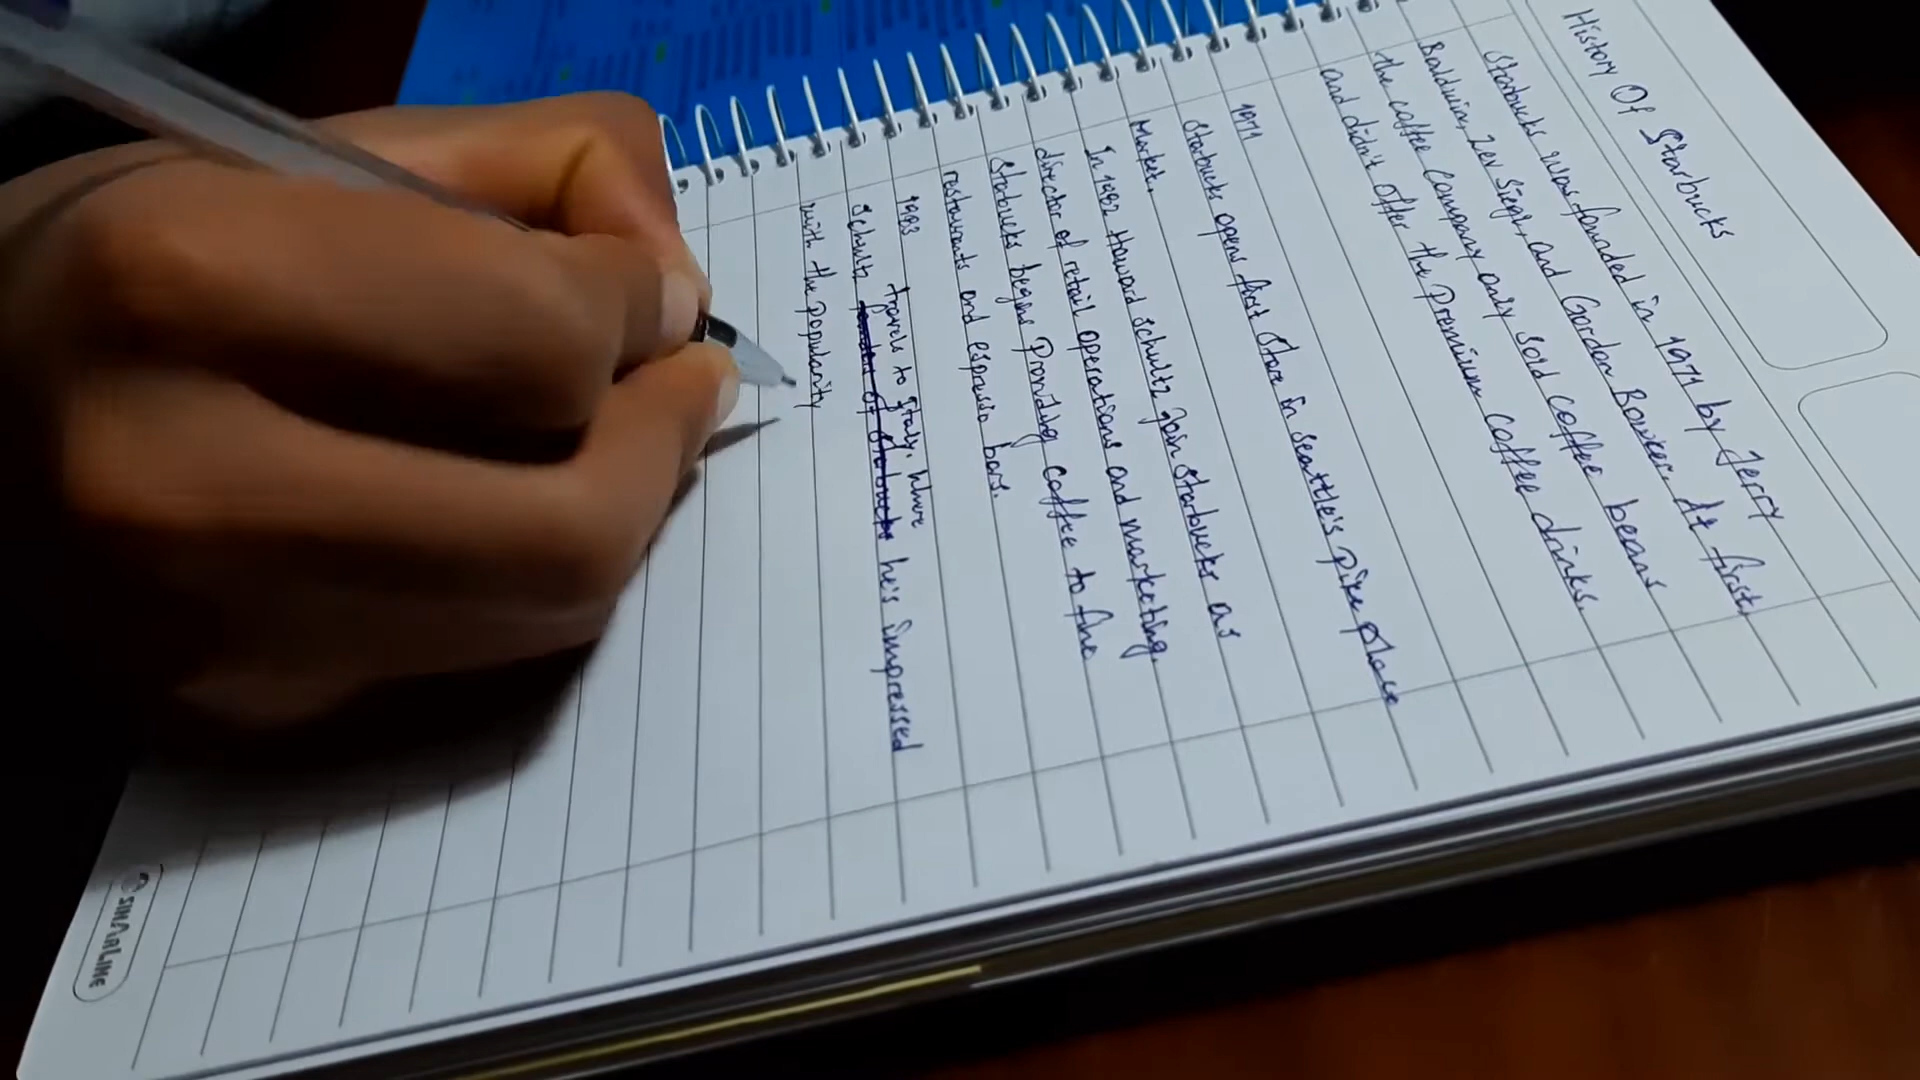 History Of Starbucks
Starbucks was founded in 1971 by Jerry
Baldwin, Zev Siegl, and Gordon Bowker. At first,
the coffee company only sold coffee beans
and didn't offer the Premium coffee drinks.
1971
Starbucks opens first store in seattle's pike place
Market.
In 1982 Howard schultz join starbucks as
director of retail operations and marketing.
Starbucks begins Providing coffee to fine
restaurants and espresso bars.
1983
travels to Italy, where
Schultz he's impressed
with the popularity
SINARLINE